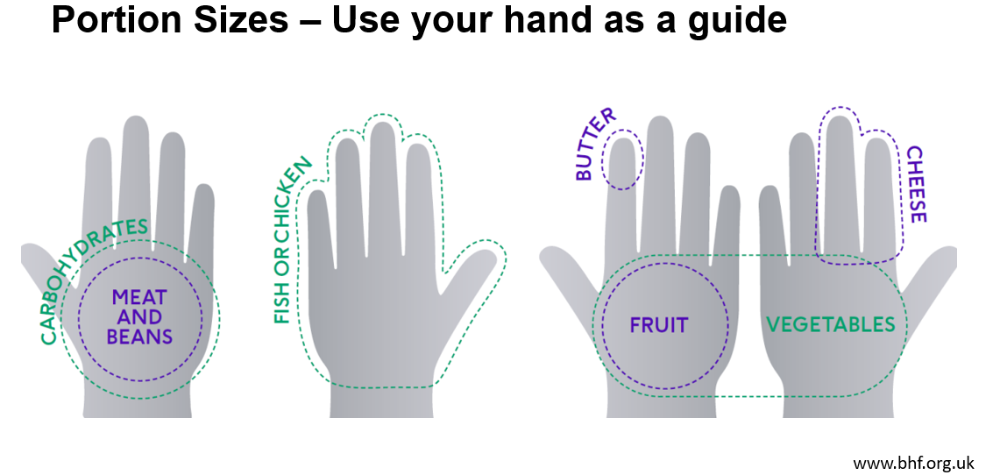 Portion Sizes – Use your hand as a guide
CARBOHYDRATES
MEAT
AND
BEANS
FISH OR CHICKEN
BUTTER
FRUIT
VEGETABLES
CHEESE
www.bhf.org.uk